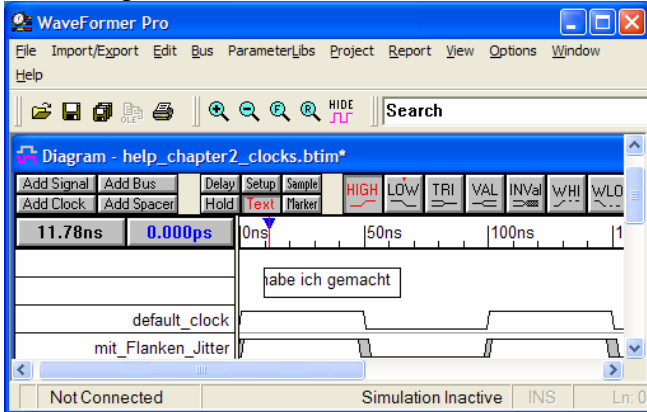 WaveFormer Pro
File Import/Export Edit Bus ParameterLibs Project Report View Options Window
Help
OLE HIDE Search
Diagram - help_chapter2_clocks.btim*
Add Signal Add Bus Delay Setup Sample HIGH LOW TRI VAL INVal WHI WLO
Add Clock Add Spacer Hold Text Marker
11.78ns 0.000ps 0ns 50ns 100ns 1
habe ich gemacht
default_clock
mit_Flanken_Jitter
Not Connected Simulation Inactive INS Ln: 0